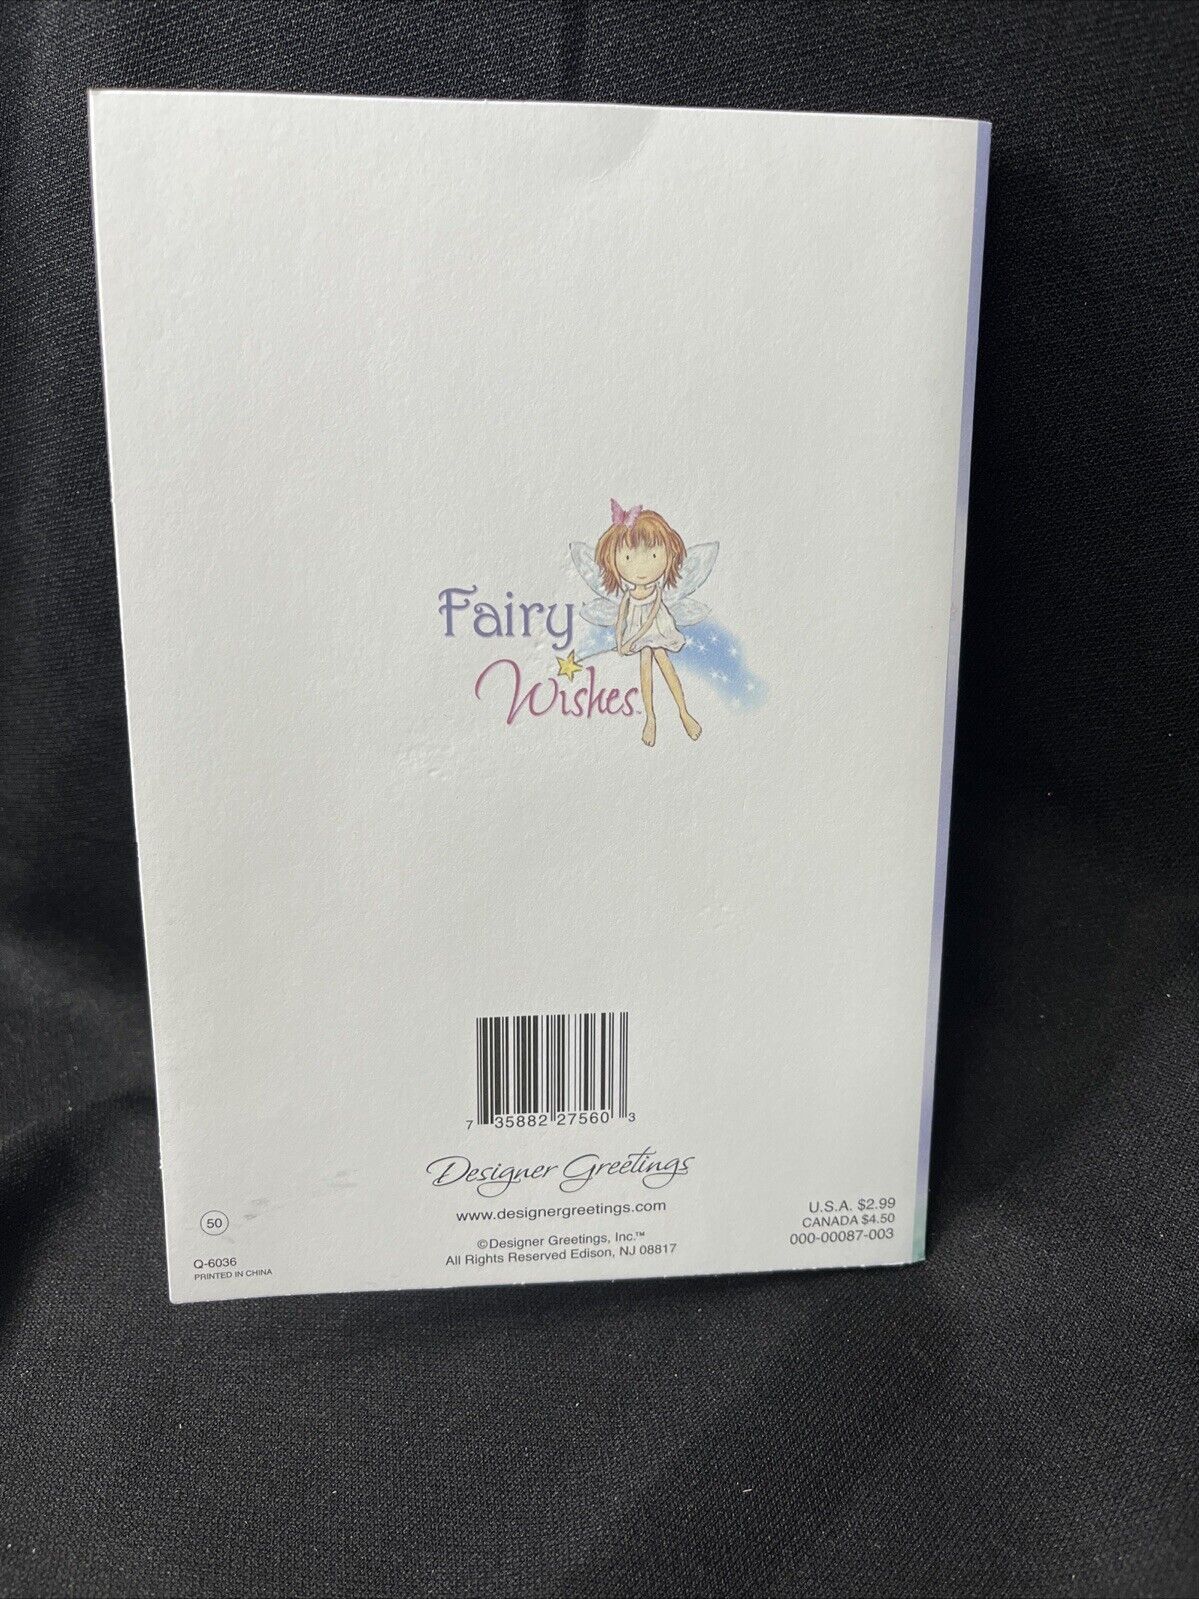 Fairy
Wishes™
7 35882 27560 3
Designer Greetings
www.designergreetings.com
©Designer Greetings, Inc.™
All Rights Reserved Edison, NJ 08817
50
Q-6036
PRINTED IN CHINA
U.S.A. $2.99
CANADA $4.50
000-00087-003